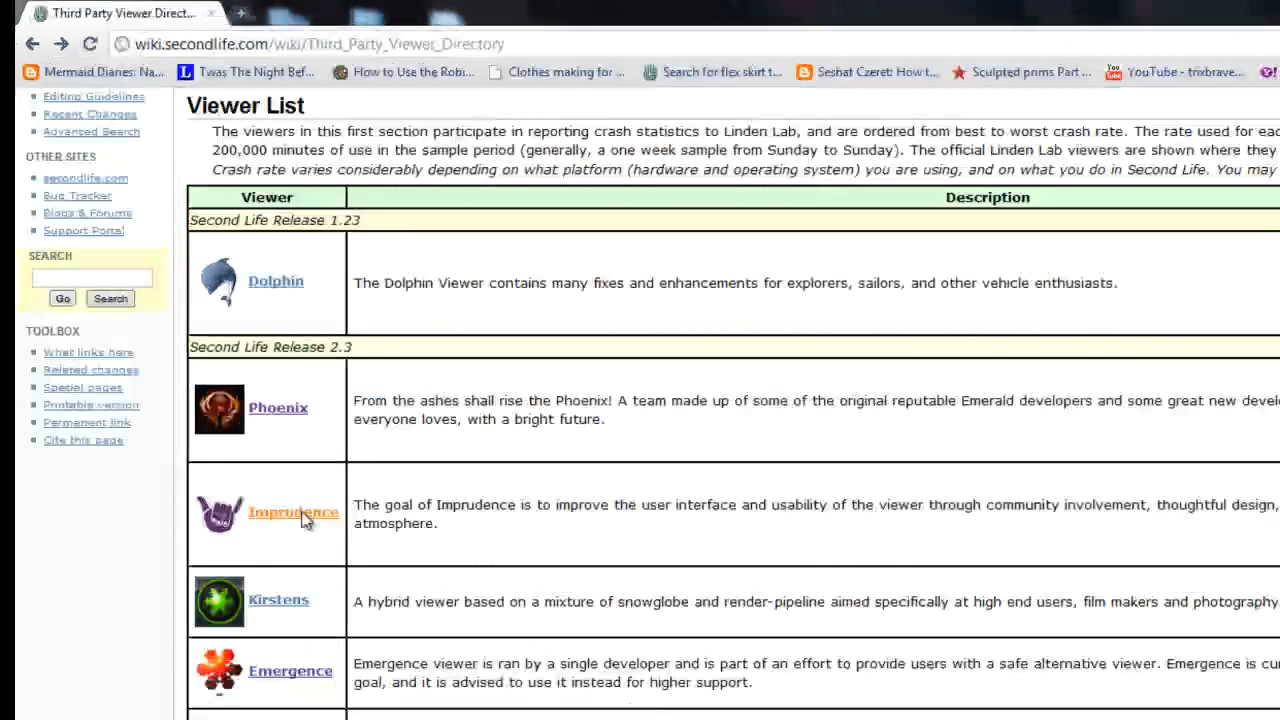 Third Party Viewer Direct...
wiki.secondlife.com/wiki/Third_Party_Viewer_Directory
Mermaid Dianes: Na...
Twas The Night Bef...
How to Use the Robi...
Clothes making for ...
Search for flex skirt t...
Seshat Czeret: How t...
Sculpted prims Part ...
YouTube - trixbrave...
Editing Guidelines
Recent Changes
Advanced Search
OTHER SITES
secondlife.com
Bug Tracker
Blogs & Forums
Support Portal
SEARCH
Go Search
TOOLBOX
What links here
Related changes
Special pages
Printable version
Permanent link
Cite this page
Viewer List
The viewers in this first section participate in reporting crash statistics to Linden Lab, and are ordered from best to worst crash rate. The rate used for eac
200,000 minutes of use in the sample period (generally, a one week sample from Sunday to Sunday). The official Linden Lab viewers are shown where they
Crash rate varies considerably depending on what platform (hardware and operating system) you are using, and on what you do in Second Life. You may
Viewer Description
Second Life Release 1.23
Dolphin
The Dolphin Viewer contains many fixes and enhancements for explorers, sailors, and other vehicle enthusiasts.
Second Life Release 2.3
Phoenix
From the ashes shall rise the Phoenix! A team made up of some of the original reputable Emerald developers and some great new devel
everyone loves, with a bright future.
Imprudence
The goal of Imprudence is to improve the user interface and usability of the viewer through community involvement, thoughtful design,
atmosphere.
Kirstens
A hybrid viewer based on a mixture of snowglobe and render-pipeline aimed specifically at high end users, film makers and photography
Emergence
Emergence viewer is ran by a single developer and is part of an effort to provide users with a safe alternative viewer. Emergence is cu
goal, and it is advised to use it instead for higher support.